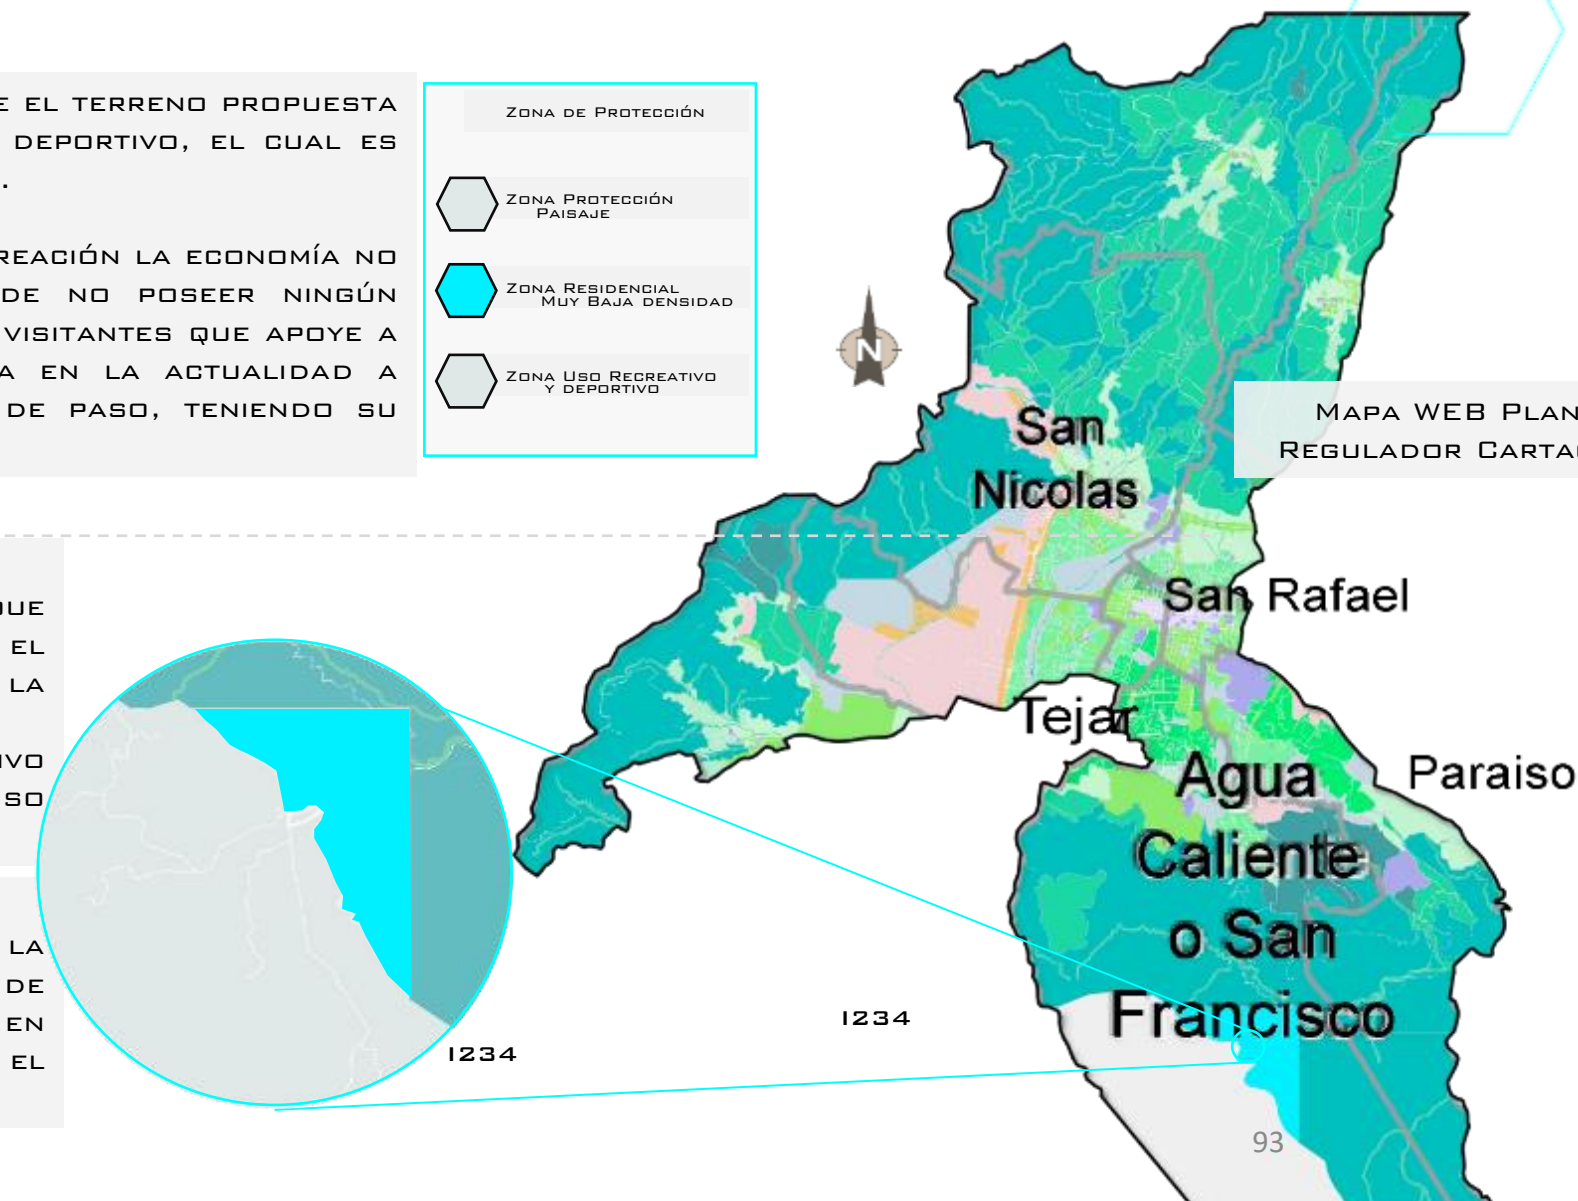 E EL TERRENO PROPUESTA
DEPORTIVO, EL CUAL ES
.
REACIÓN LA ECONOMÍA NO
DE NO POSEER NINGÚN
VISITANTES QUE APOYE A
A EN LA ACTUALIDAD A
DE PASO, TENIENDO SU
ZONA DE PROTECCIÓN
ZONA PROTECCIÓN
PAISAJE
ZONA RESIDENCIAL
MUY BAJA DENSIDAD
ZONA USO RECREATIVO
Y DEPORTIVO
N
MAPA WEB PLAN
REGULADOR CARTA
San
Nicolas
San Rafael
Tejar
Paraiso
Agua
Caliente
o San
Francisco
QUE
EL
LA
IVO
SO
LA
DE
EN
EL
1234
1234
93